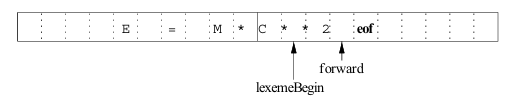 E = M * C * * 2 eof
forward
lexemeBegin